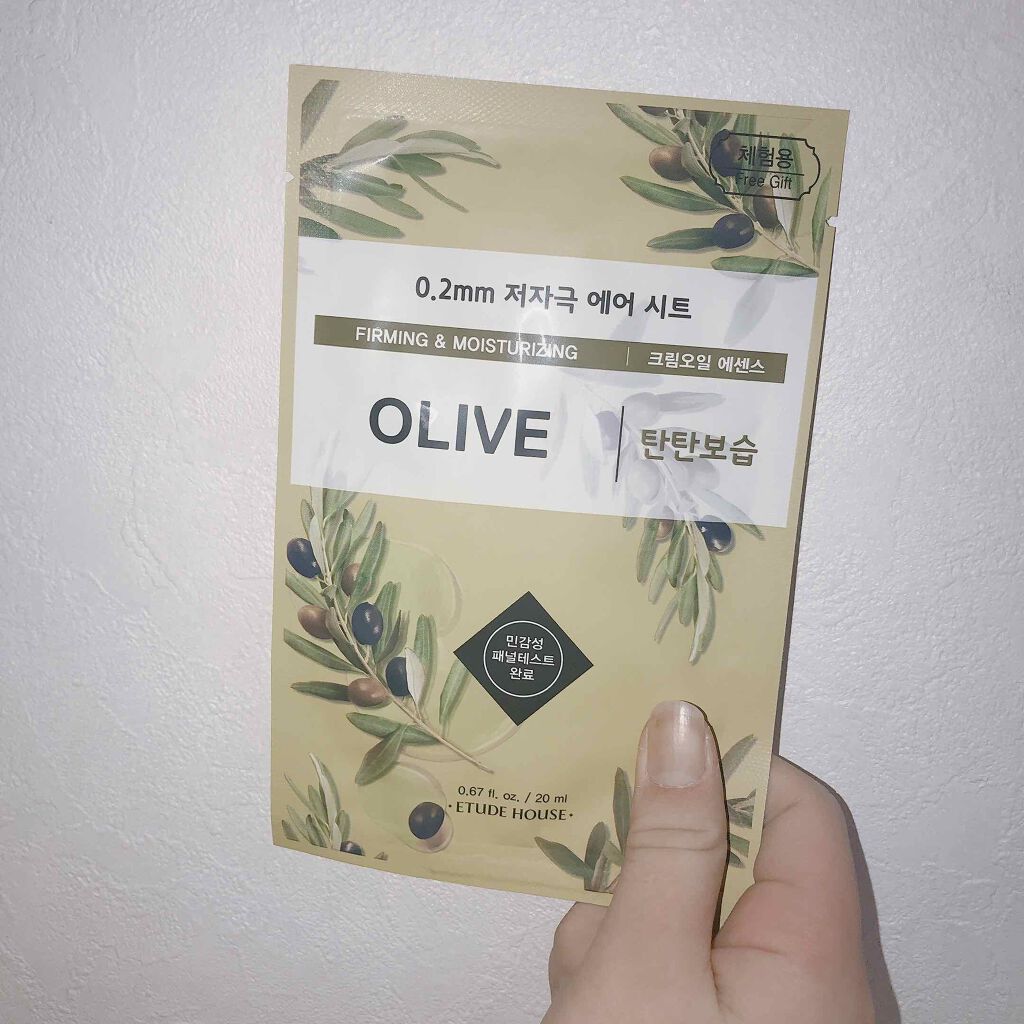 체험용
Free Gift
0.2mm 저자극 에어 시트
FIRMING & MOISTURIZING | 크림오일 에센스
OLIVE | 탄탄보습
민감성
패널테스트
완료
0.67 fl. oz. / 20 ml
·ETUDE HOUSE·